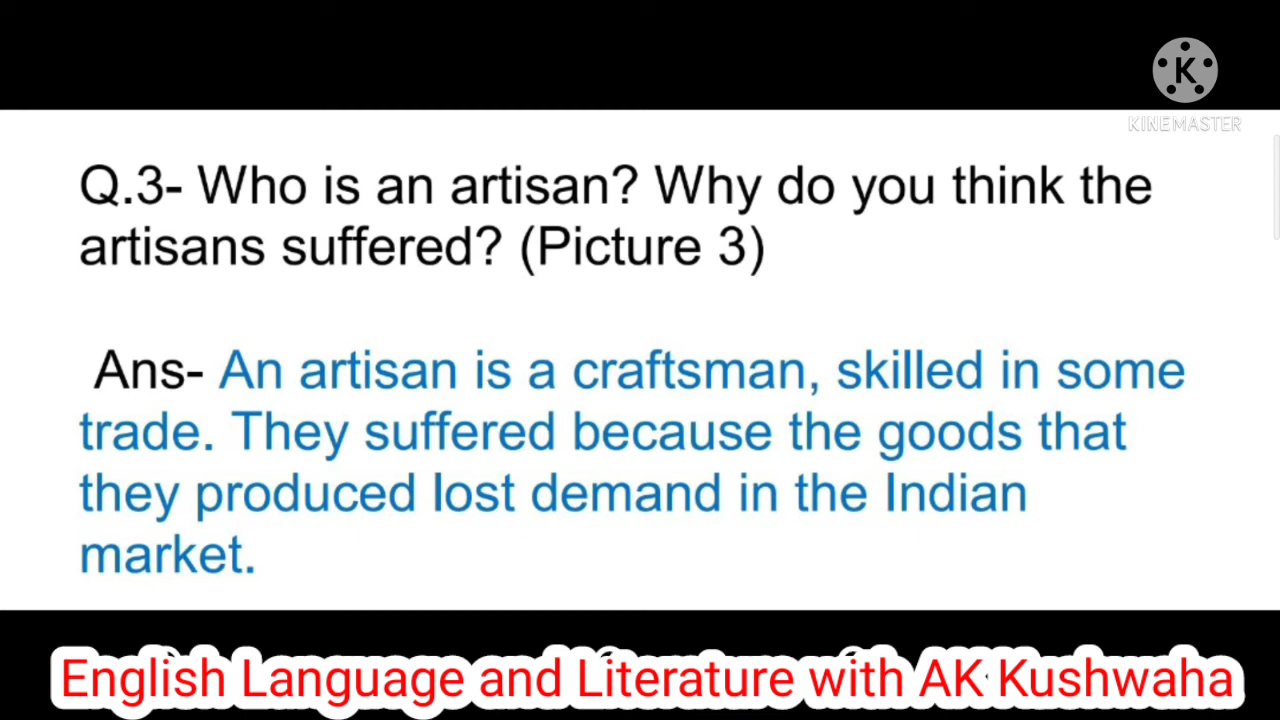 K
KINEMASTER
Q.3- Who is an artisan? Why do you think the
artisans suffered? (Picture 3)
Ans- An artisan is a craftsman, skilled in some
trade. They suffered because the goods that
they produced lost demand in the Indian
market.
English Language and Literature with AK Kushwaha